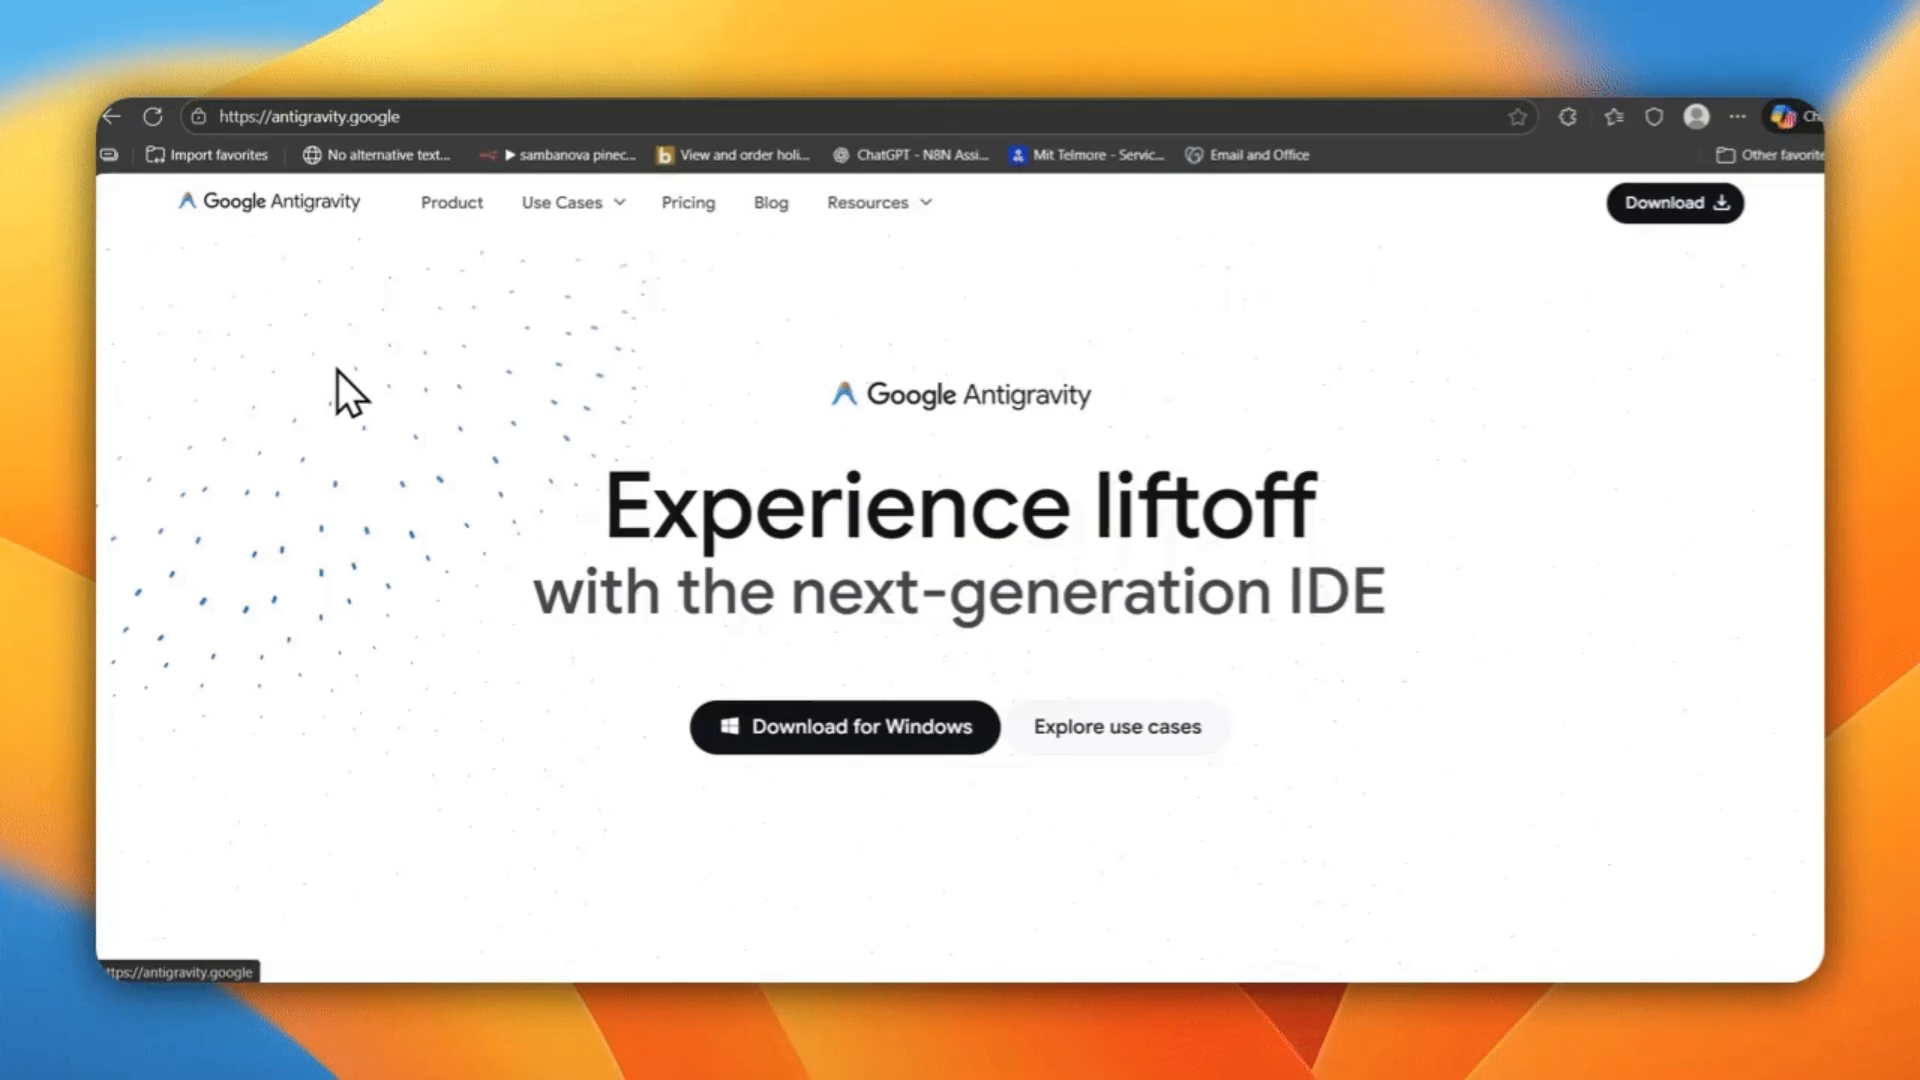 https://antigravity.google
Import favorites
No alternative text...
sambanova pinec...
View and order holi...
ChatGPT - N8N Assi...
Mit Telmore - Servic...
Email and Office
Other favorite
Google Antigravity
Product
Use Cases
Pricing
Blog
Resources
Download
Google Antigravity
Experience liftoff
with the next-generation IDE
Download for Windows
Explore use cases
ttps://antigravity.google